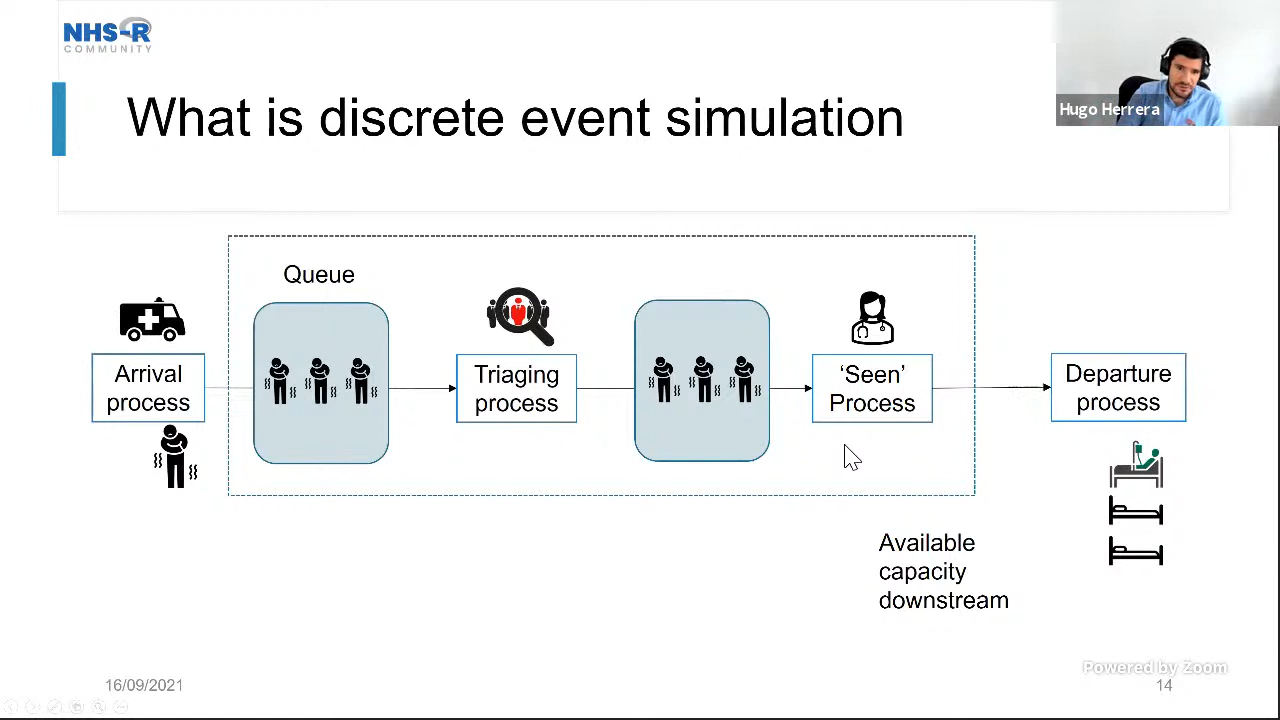 NHS-R
COMMUNITY
Hugo Herrera
What is discrete event simulation
Queue
Arrival
process
Triaging
process
‘Seen’
Process
Departure
process
Available
capacity
downstream
Powered by Zoom
16/09/2021
14